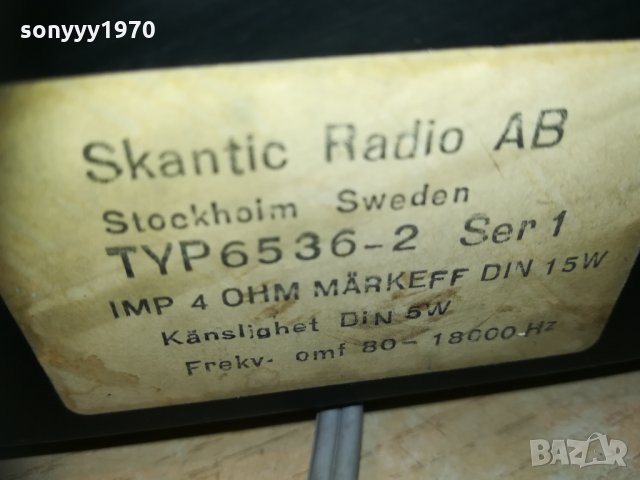 sonyyy1970
Skantic Radio AB
Stockholm Sweden
TYP6536-2 Ser 1
IMP 4 OHM MÄRKEFF DIN 15W
Känslighet DIN 5W
Frekv- omf 80- 18000-Hz
BAZAR